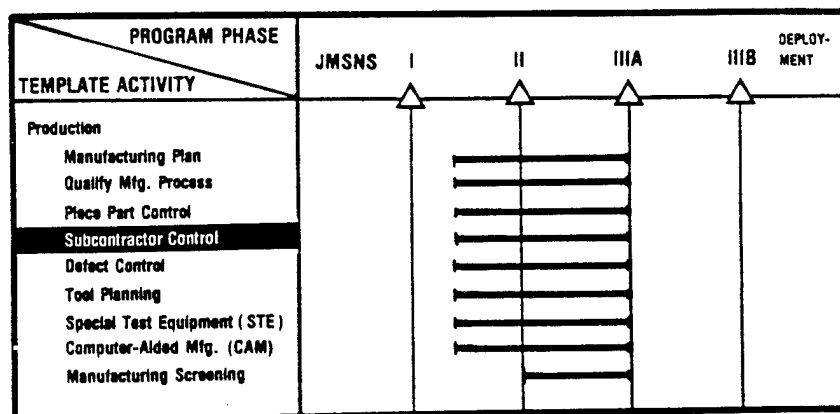 PROGRAM PHASE
TEMPLATE ACTIVITY
JMSNS I II IIIA IIIB DEPLOY-
MENT
Production
Manufacturing Plan
Qualify Mfg. Process
Piece Part Control
Subcontractor Control
Defect Control
Tool Planning
Special Test Equipment (STE)
Computer-Aided Mfg. (CAM)
Manufacturing Screening